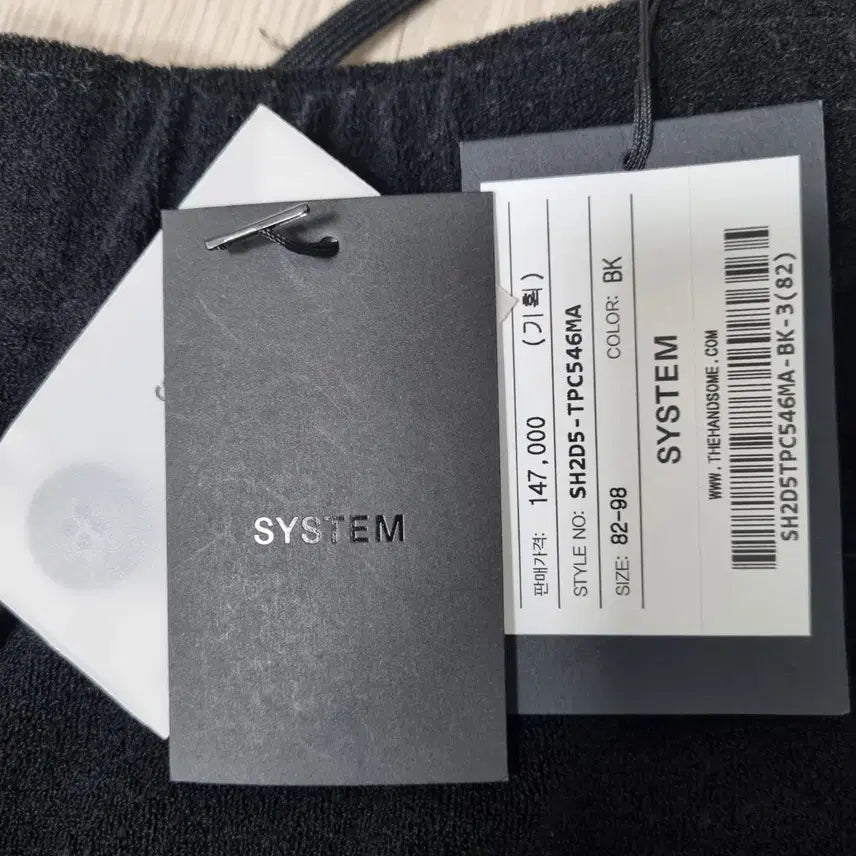 SYSTEM
판매가격: 147,000 (기획)
STYLE NO: SH2D5-TPC546MA
SIZE: 82-98 COLOR: BK
SYSTEM
WWW.THEHANDSOME.COM
SH2D5TPC546MA-BK-3(82)